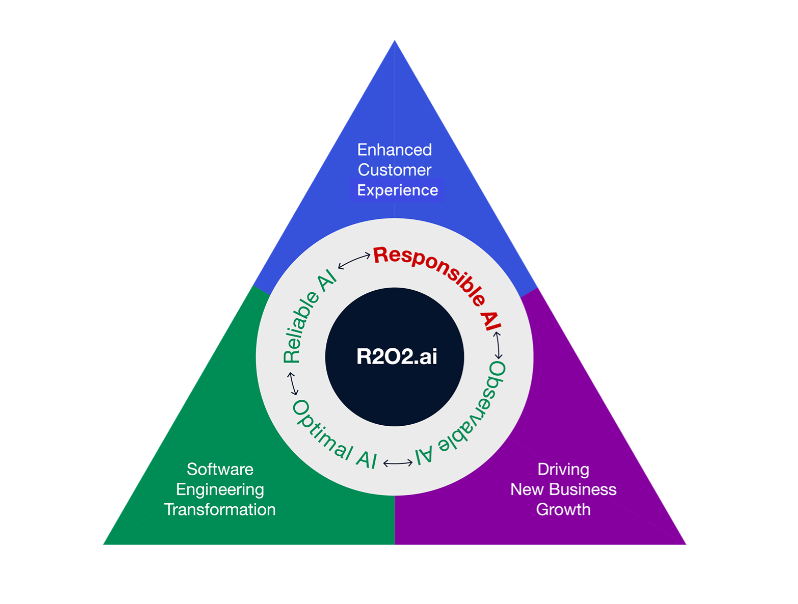 Enhanced
Customer
Experience
Responsible AI
Reliable AI
R2O2.ai
Observable AI
Optimal AI
Software
Engineering
Transformation
Driving
New Business
Growth